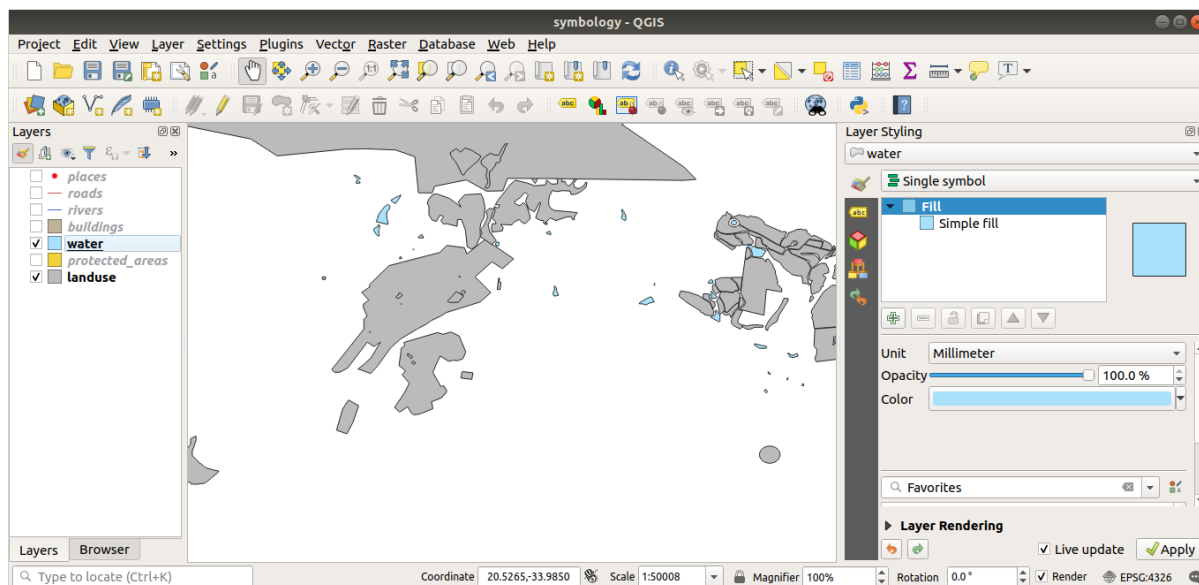 symbology - QGIS
Project Edit View Layer Settings Plugins Vector Raster Database Web Help
Layers
places
roads
rivers
buildings
water
protected_areas
landuse
Layers Browser
Layer Styling
water
Single symbol
Fill
Simple fill
Unit Millimeter
Opacity 100.0 %
Color
Favorites
Layer Rendering
Live update Apply
Type to locate (Ctrl+K) Coordinate 20.5265,-33.9850 Scale 1:50008 Magnifier 100% Rotation 0.0° Render EPSG:4326